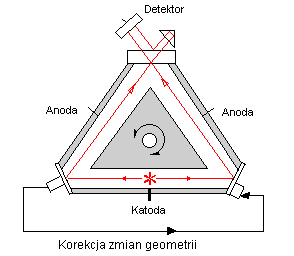 Detektor
Anoda
Anoda
Katoda
Korekcja zmian geometrii